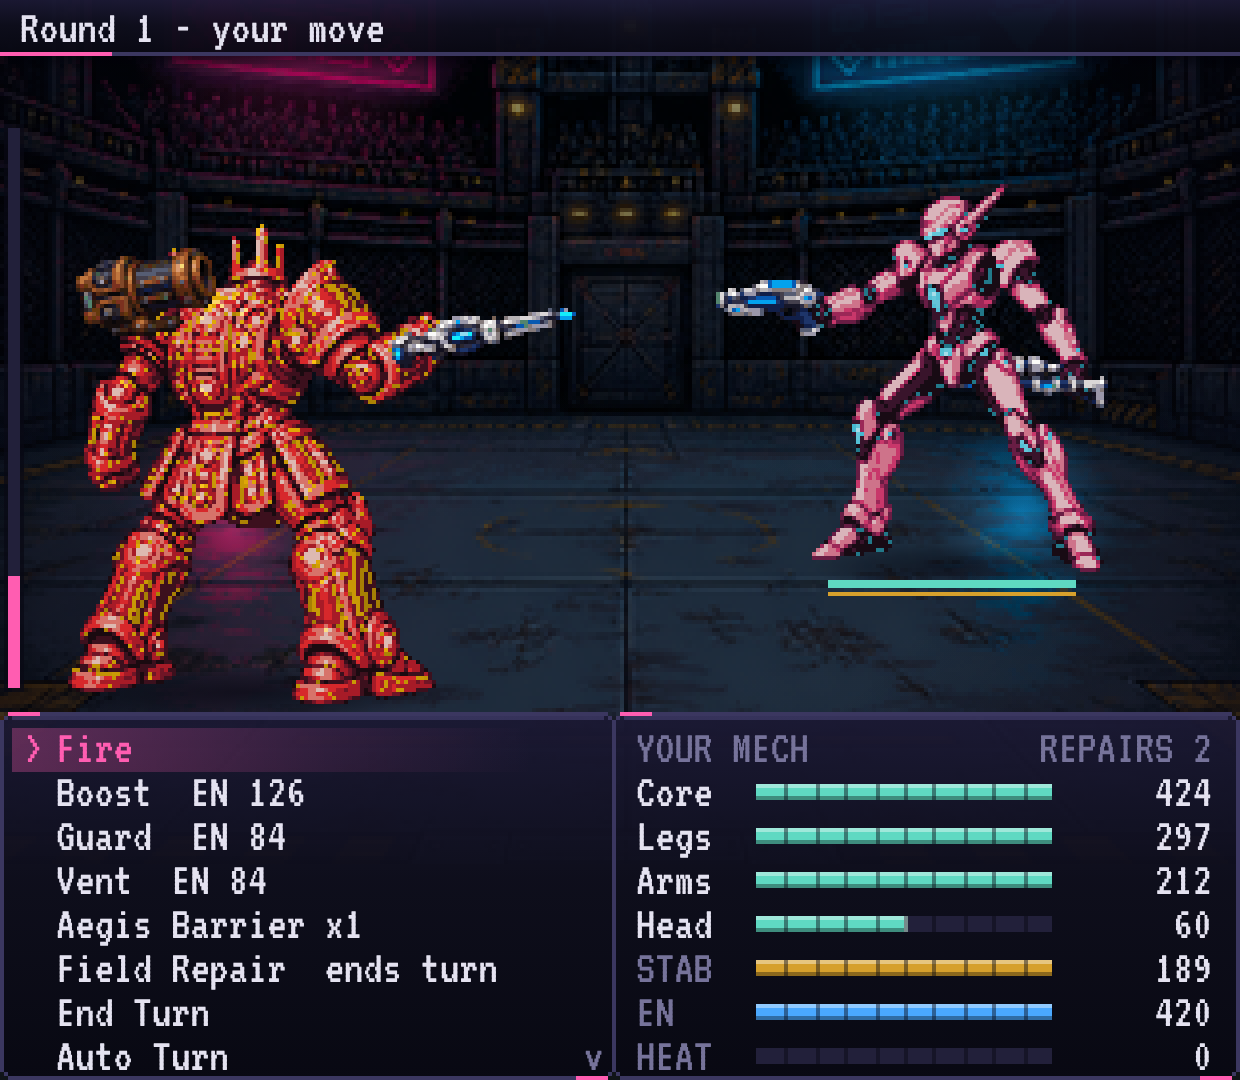 Round 1 - your move
> Fire
Boost EN 126
Guard EN 84
Vent EN 84
Aegis Barrier x1
Field Repair ends turn
End Turn
Auto Turn v
YOUR MECH REPAIRS 2
Core 424
Legs 297
Arms 212
Head 60
STAB 189
EN 420
HEAT 0